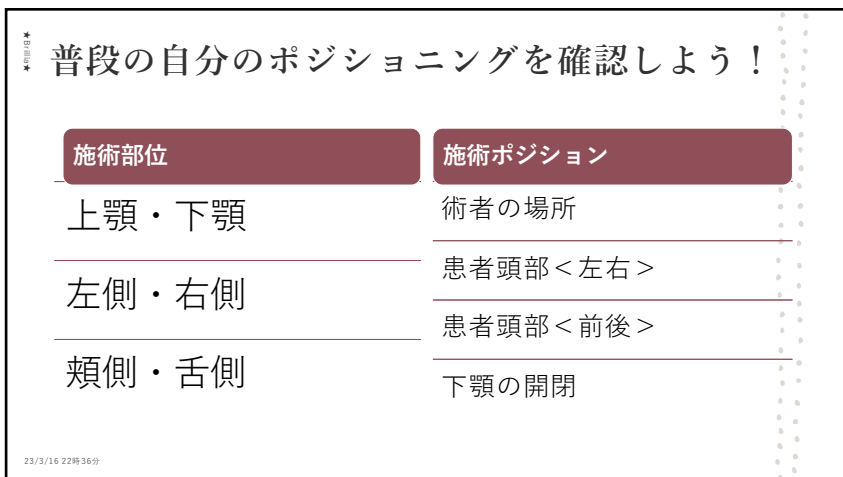 ★Brillia★
普段の自分のポジショニングを確認しよう！
施術部位
上顎・下顎
左側・右側
頬側・舌側
施術ポジション
術者の場所
患者頭部＜左右＞
患者頭部＜前後＞
下顎の開閉
23/3/16 22時36分